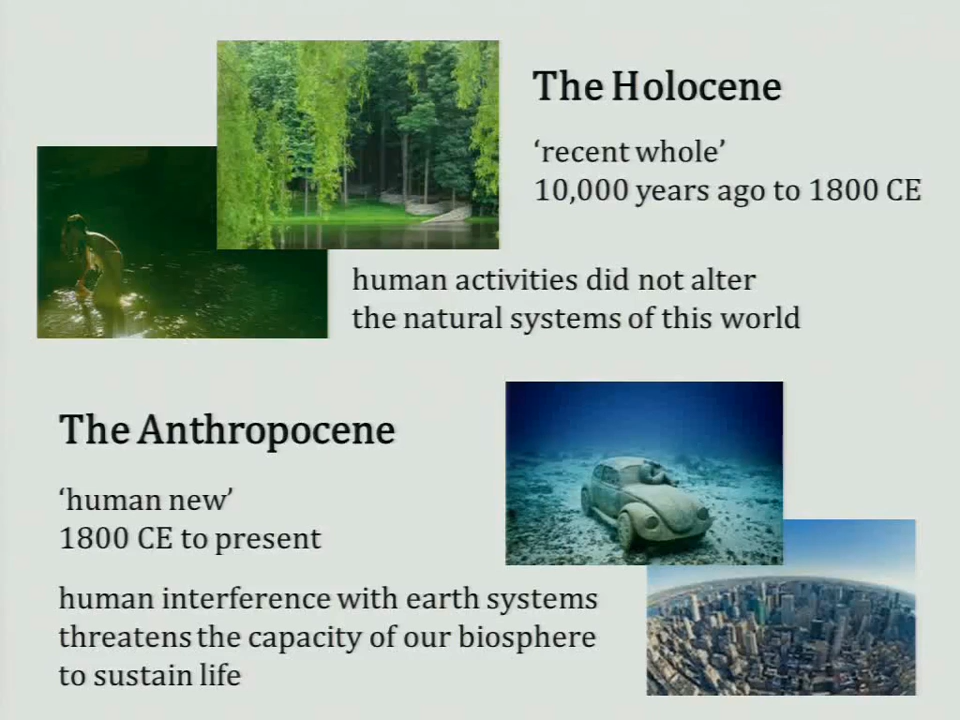 The Holocene
‘recent whole’
10,000 years ago to 1800 CE
human activities did not alter
the natural systems of this world
The Anthropocene
‘human new’
1800 CE to present
human interference with earth systems
threatens the capacity of our biosphere
to sustain life